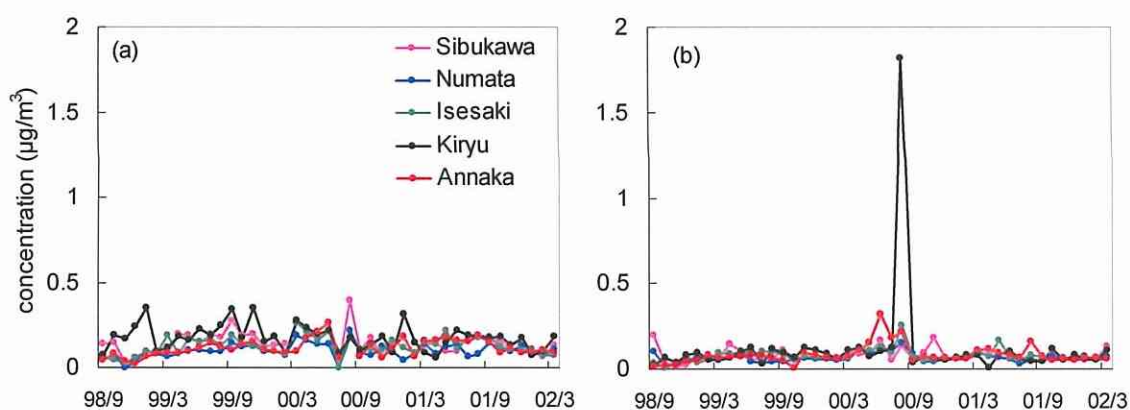 (a)
Sibukawa
Numata
Isesaki
Kiryu
Annaka
concentration (µg/m³)
2
1.5
1
0.5
0
98/9 99/3 99/9 00/3 00/9 01/3 01/9 02/3
(b)
2
1.5
1
0.5
0
98/9 99/3 99/9 00/3 00/9 01/3 01/9 02/3